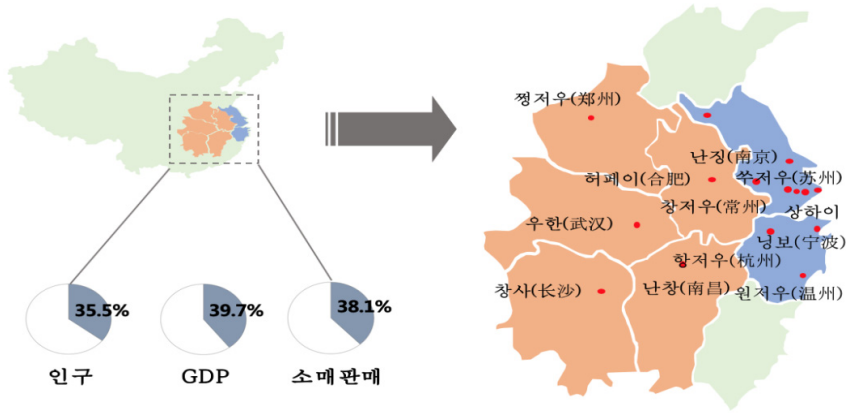 쩡저우(郑州)
난징(南京)
허페이(合肥)
쑤저우(苏州)
창저우(常州)
상하이
우한(武汉)
닝보(宁波)
항저우(杭州)
창사(长沙)
난창(南昌)
원저우(温州)
35.5%
39.7%
38.1%
인구
GDP
소매판매